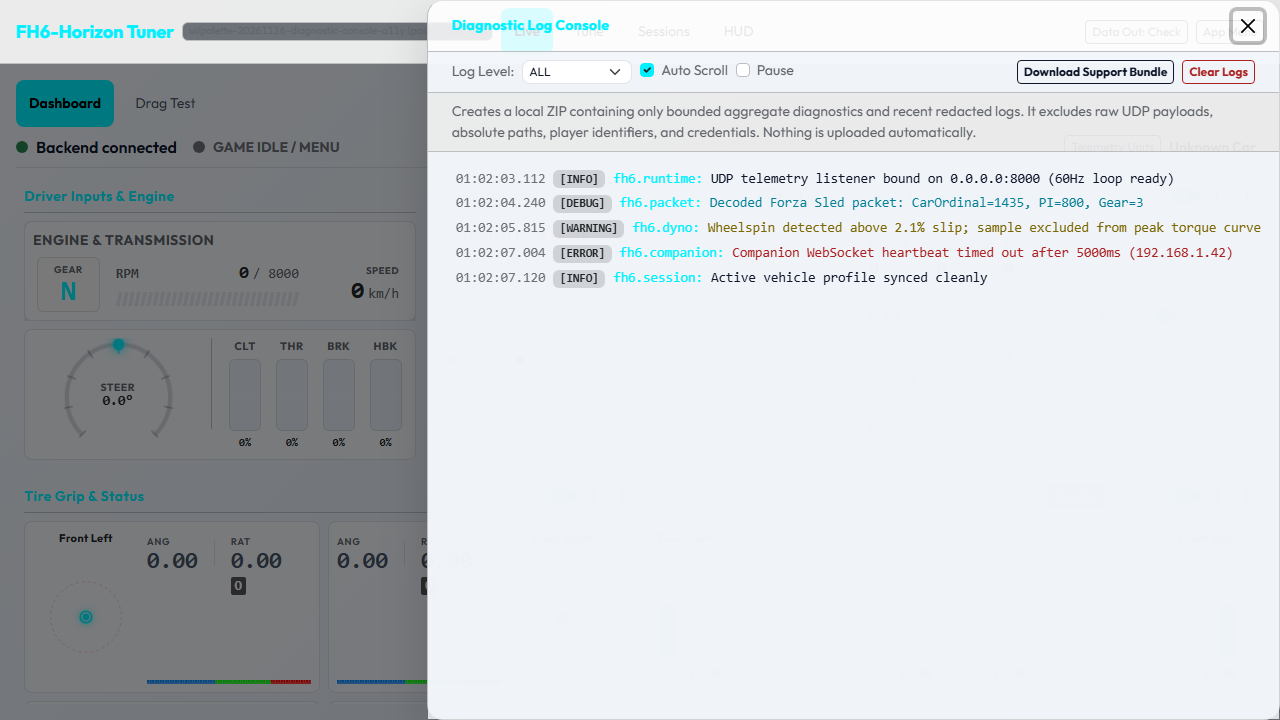 FH6-Horizon Tuner
Diagnostic Log Console
Live
Tune
Sessions
HUD
Data Out: Check
Dashboard
Drag Test
Log Level:
ALL
Auto Scroll
Pause
Download Support Bundle
Clear Logs
Creates a local ZIP containing only bounded aggregate diagnostics and recent redacted logs. It excludes raw UDP payloads,
absolute paths, player identifiers, and credentials. Nothing is uploaded automatically.
Backend connected
GAME IDLE / MENU
Telemetry Units
Unknown Car
01:02:03.112 [INFO] fh6.runtime: UDP telemetry listener bound on 0.0.0.0:8000 (60Hz loop ready)
01:02:04.240 [DEBUG] fh6.packet: Decoded Forza Sled packet: CarOrdinal=1435, PI=800, Gear=3
01:02:05.815 [WARNING] fh6.dyno: Wheelspin detected above 2.1% slip; sample excluded from peak torque curve
01:02:07.004 [ERROR] fh6.companion: Companion WebSocket heartbeat timed out after 5000ms (192.168.1.42)
01:02:07.120 [INFO] fh6.session: Active vehicle profile synced cleanly
Driver Inputs & Engine
ENGINE & TRANSMISSION
GEAR
N
RPM
0 / 8000
SPEED
0 km/h
STEER
0.0°
CLT
THR
BRK
HBK
0%
0%
0%
0%
Tire Grip & Status
Front Left
ANG
RAT
0.00
0.00
0
ANG
0.00